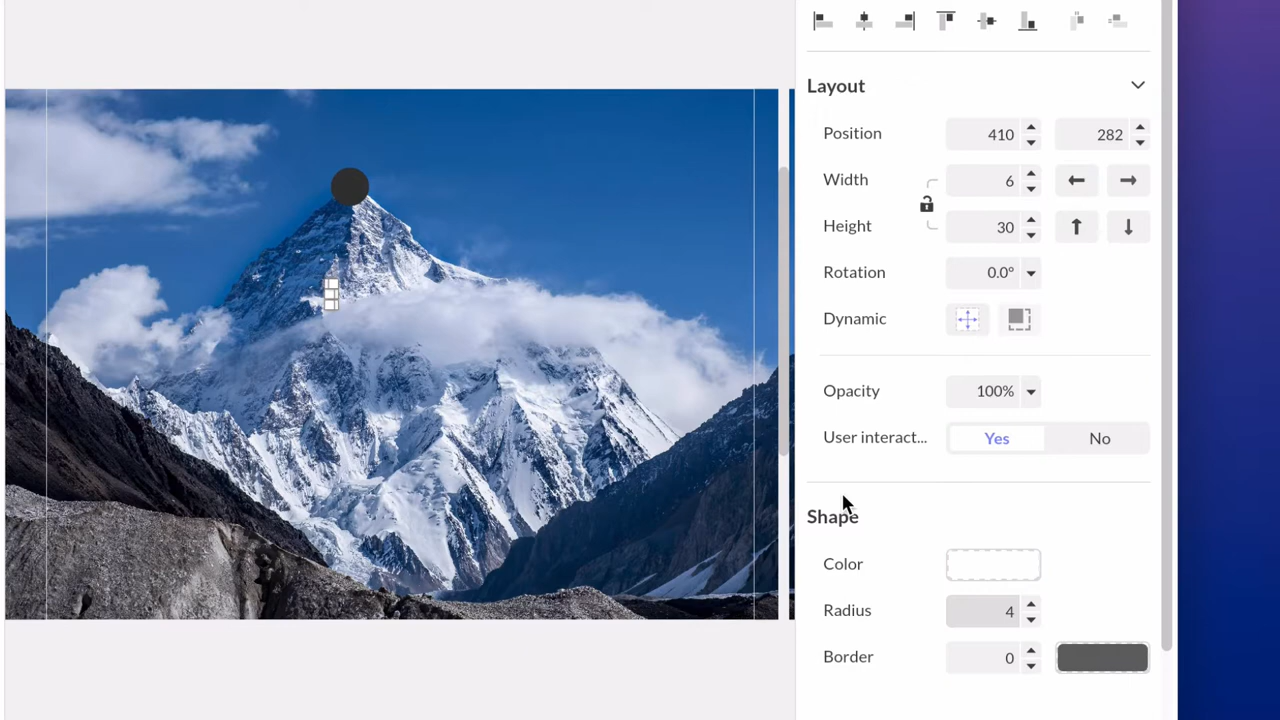 Layout
Position 410 282
Width 6
Height 30
Rotation 0.0°
Dynamic
Opacity 100%
User interact... Yes No
Shape
Color
Radius 4
Border 0